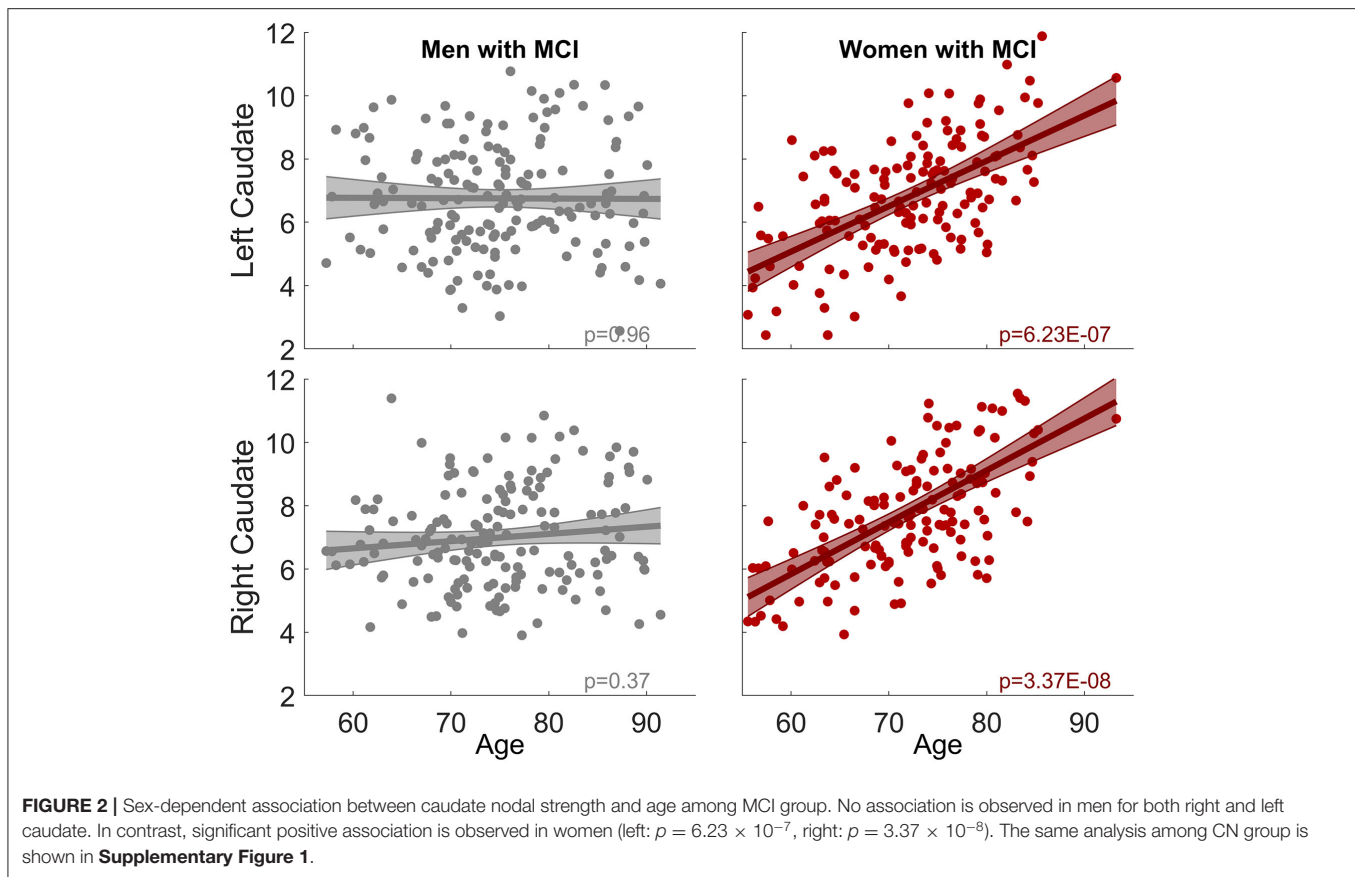 Men with MCI
Women with MCI
12
10
8
6
4
2
Left Caudate
p=0.96
p=6.23E-07
12
10
8
6
4
2
Right Caudate
p=0.37
p=3.37E-08
60 70 80 90
60 70 80 90
Age
Age
FIGURE 2 | Sex-dependent association between caudate nodal strength and age among MCI group. No association is observed in men for both right and left
caudate. In contrast, significant positive association is observed in women (left: p = 6.23 × 10⁻⁷, right: p = 3.37 × 10⁻⁸). The same analysis among CN group is
shown in Supplementary Figure 1.